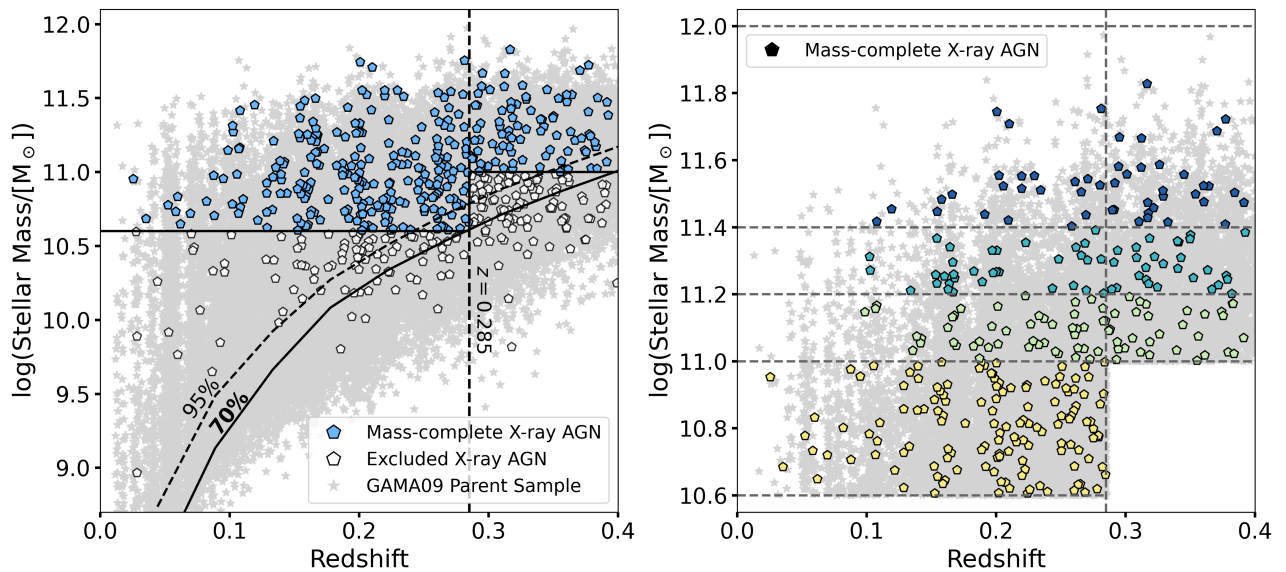 12.0
11.5
11.0
10.5
10.0
9.5
9.0
log(Stellar Mass/[M⊙])
95%
70%
z = 0.285
Mass-complete X-ray AGN
Excluded X-ray AGN
GAMA09 Parent Sample
0.0 0.1 0.2 0.3 0.4
Redshift
12.0
11.8
11.6
11.4
11.2
11.0
10.8
10.6
log(Stellar Mass/[M⊙])
Mass-complete X-ray AGN
0.0 0.1 0.2 0.3 0.4
Redshift